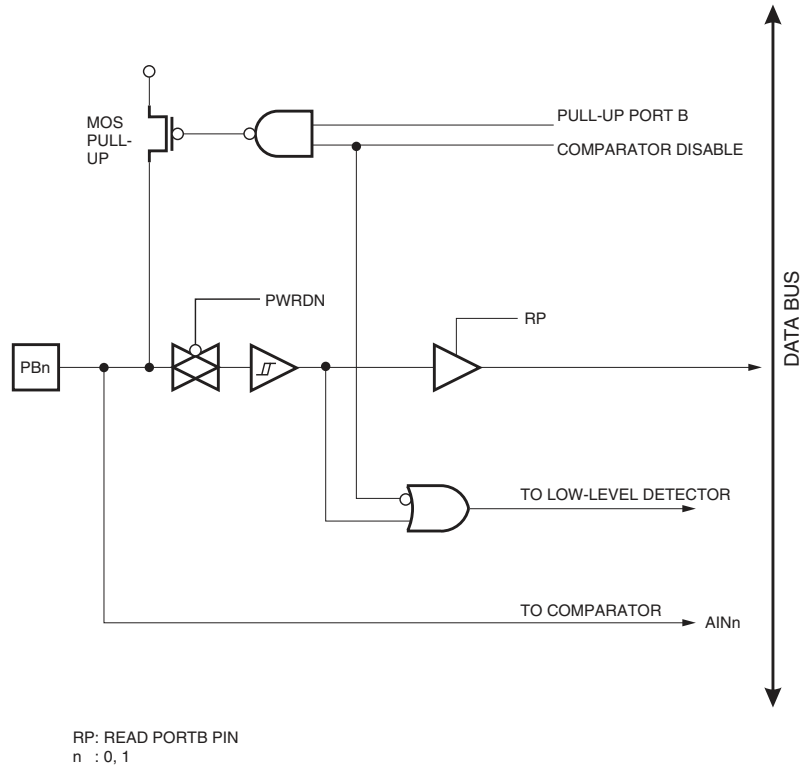 MOS
PULL-
UP
PULL-UP PORT B
COMPARATOR DISABLE
PWRDN
RP
PBn
DATA BUS
TO LOW-LEVEL DETECTOR
TO COMPARATOR
AINn
RP: READ PORTB PIN
n : 0, 1